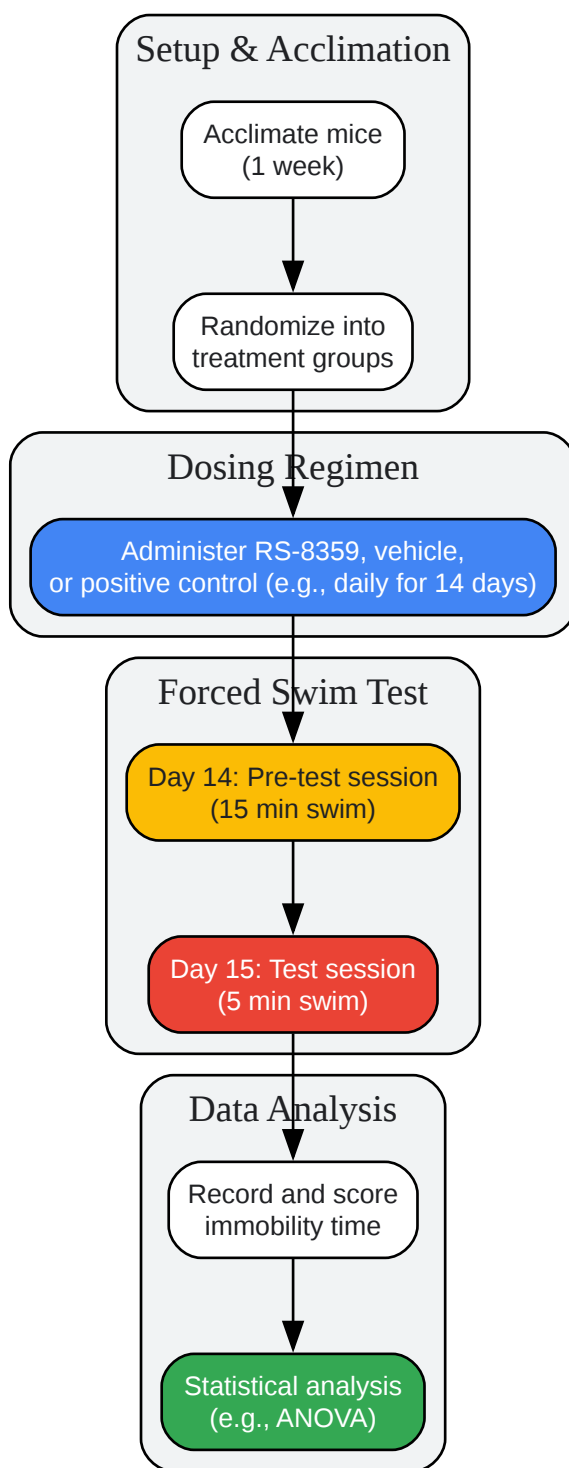 Setup & Acclimation
Acclimate mice
(1 week)
Randomize into
treatment groups
Dosing Regimen
Administer RS-8359, vehicle,
or positive control (e.g., daily for 14 days)
Forced Swim Test
Day 14: Pre-test session
(15 min swim)
Day 15: Test session
(5 min swim)
Data Analysis
Record and score
immobility time
Statistical analysis
(e.g., ANOVA)